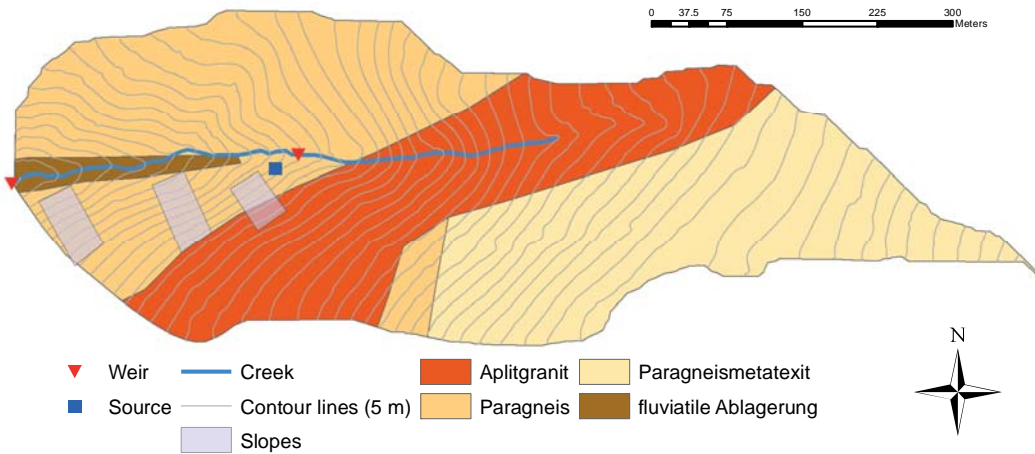 0 37.5 75 150 225 300
Meters
N
Weir Creek Aplitgranit Paragneismetatexit
Source Contour lines (5 m) Paragneis fluviatile Ablagerung
Slopes